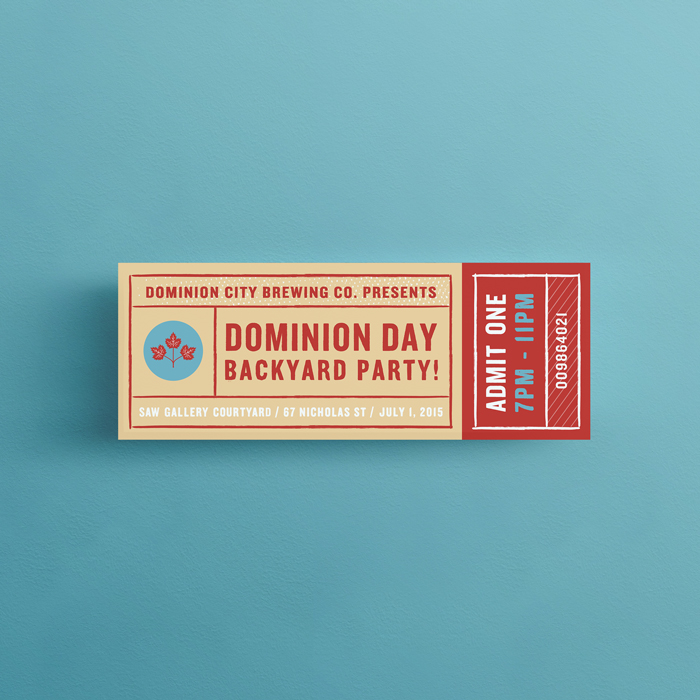 DOMINION CITY BREWING CO. PRESENTS
DOMINION DAY
BACKYARD PARTY!
SAW GALLERY COURTYARD / 67 NICHOLAS ST / JULY 1, 2015
ADMIT ONE
7PM - 11PM
009864021